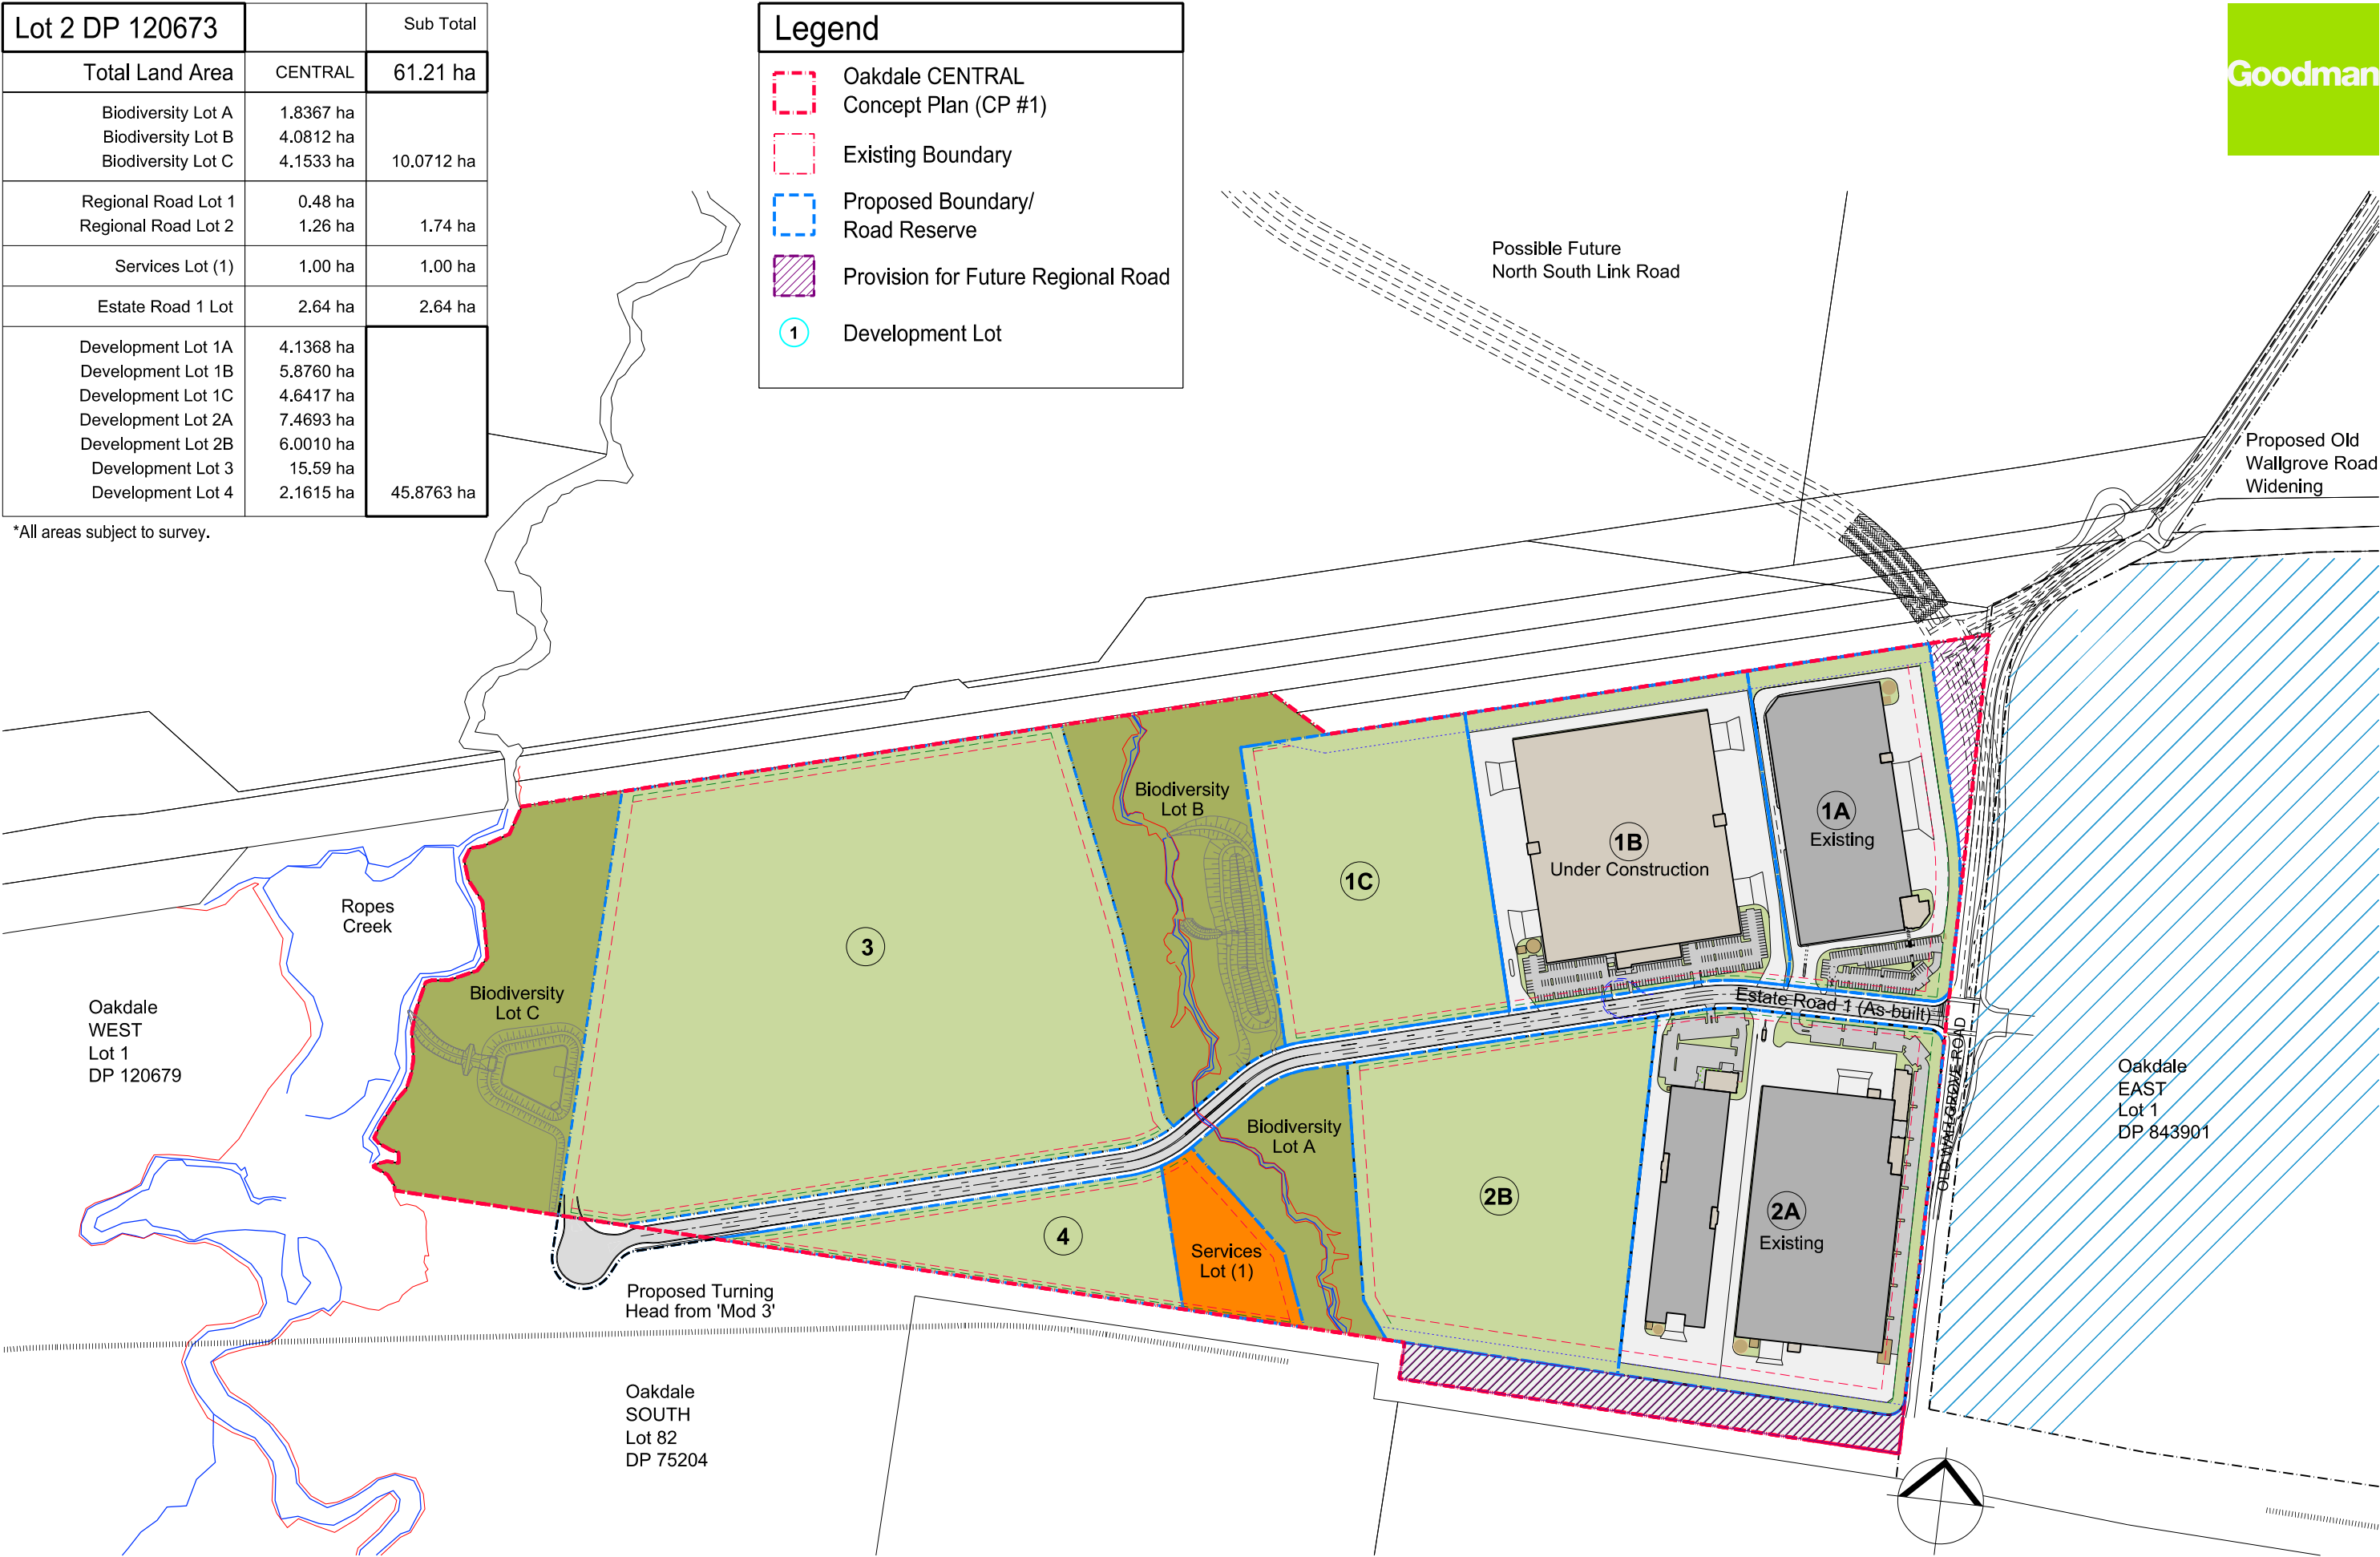 Lot 2 DP 120673 Sub Total
Total Land Area CENTRAL 61.21 ha
Biodiversity Lot A 1.8367 ha
Biodiversity Lot B 4.0812 ha
Biodiversity Lot C 4.1533 ha 10.0712 ha
Regional Road Lot 1 0.48 ha
Regional Road Lot 2 1.26 ha 1.74 ha
Services Lot (1) 1.00 ha 1.00 ha
Estate Road 1 Lot 2.64 ha 2.64 ha
Development Lot 1A 4.1368 ha
Development Lot 1B 5.8760 ha
Development Lot 1C 4.6417 ha
Development Lot 2A 7.4693 ha
Development Lot 2B 6.0010 ha
Development Lot 3 15.59 ha
Development Lot 4 2.1615 ha 45.8763 ha
*All areas subject to survey.
Legend
Oakdale CENTRAL
Concept Plan (CP #1)
Existing Boundary
Proposed Boundary/
Road Reserve
Provision for Future Regional Road
1 Development Lot
Goodman
Possible Future
North South Link Road
Proposed Old
Wallgrove Road
Widening
Biodiversity
Lot B
1A
Existing
1B
Under Construction
1C
Ropes
Creek
3
Biodiversity
Lot C
Estate Road 1 (As-built)
Oakdale
WEST
Lot 1
DP 120679
OLD WALLGROVE ROAD
Oakdale
EAST
Lot 1
DP 843901
Biodiversity
Lot A
2B
2A
Existing
4
Services
Lot (1)
Proposed Turning
Head from 'Mod 3'
Oakdale
SOUTH
Lot 82
DP 75204